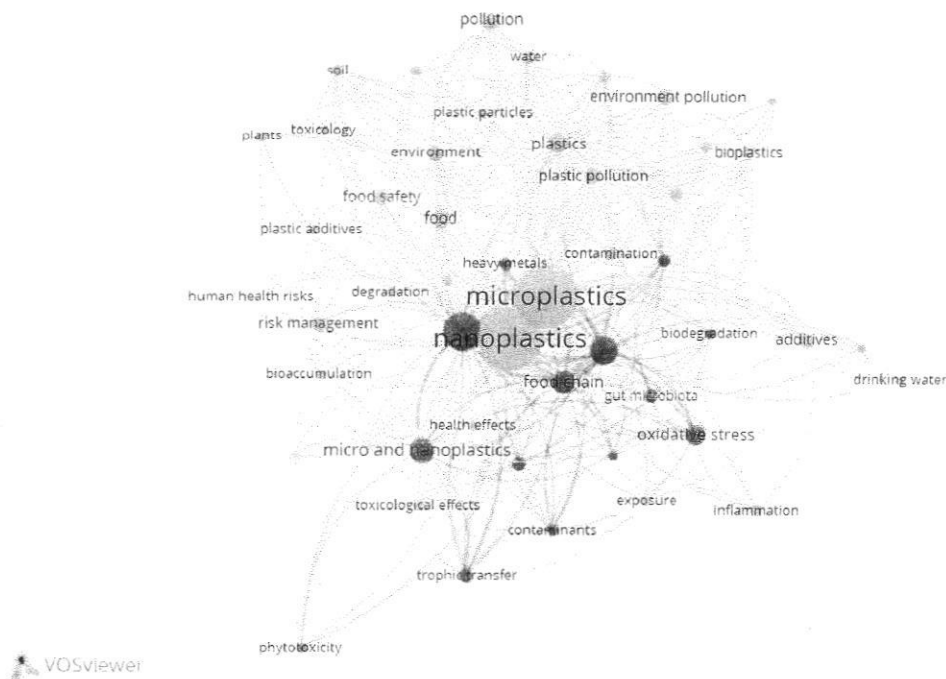 pollution
water
soil
environment pollution
plastic particles
plants
toxicology
plastics
environment
bioplastics
plastic pollution
food safety
food
plastic additives
contamination
heavy metals
degradation
human health risks
microplastics
risk management
nanoplastics
biodegradation
additives
bioaccumulation
food chain
drinking water
gut microbiota
health effects
oxidative stress
micro and nanoplastics
toxicological effects
exposure
inflammation
contaminants
trophic transfer
phytotoxicity
VOSviewer